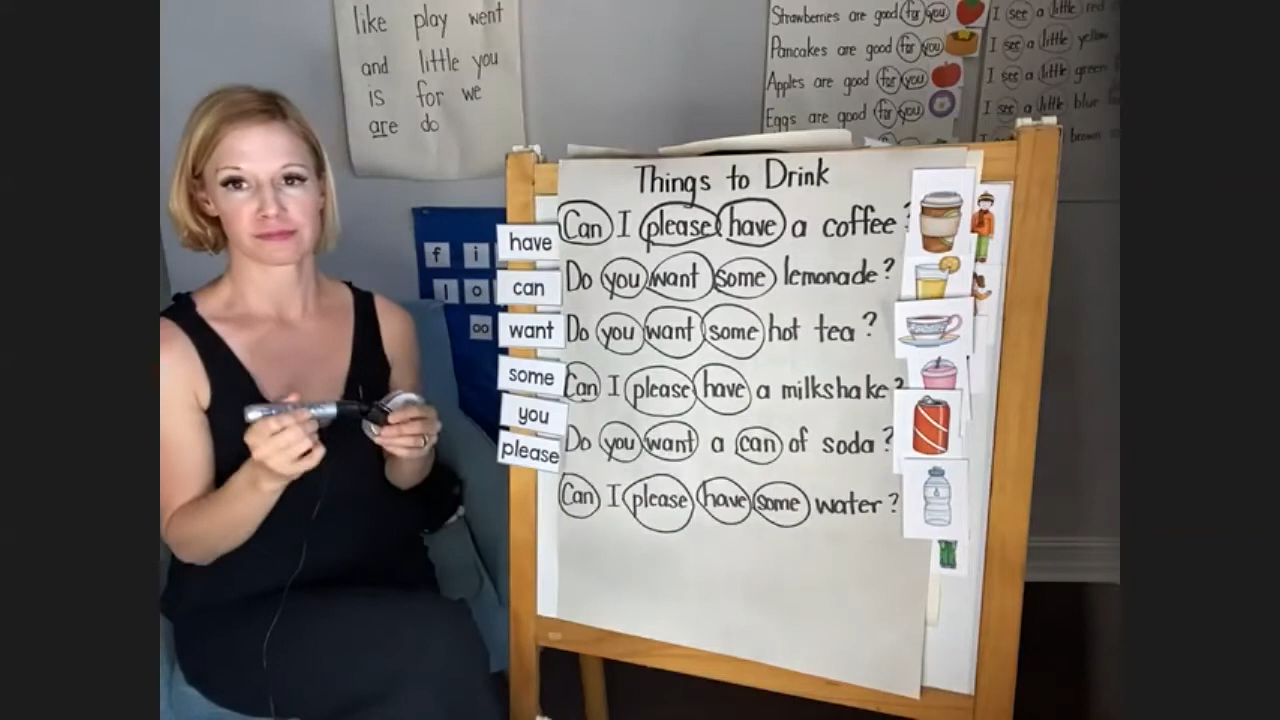 like play went
and little you
is for we
are do
Strawberries are good for you
Pancakes are good for you
Apples are good for you
Eggs are good for you
I see a little red
I see a little yellow
I see a little green
I see a little blue
brown
f i
l o
oo
have
can
want
some
you
please
Things to Drink
Can I please have a coffee?
Do you want some lemonade?
Do you want some hot tea?
Can I please have a milkshake?
Do you want a can of soda?
Can I please have some water?